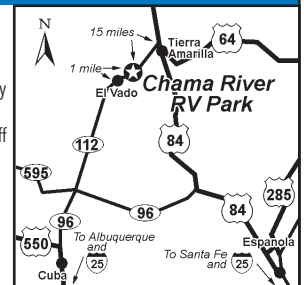 N
15 miles
Tierra
Amarilla
64
1 mile
El Vado
Chama River
RV Park
y
ff
112
84
595
96
96
84
285
550
To Albuquerque
and
25
Cuba
To Santa Fe
and
25
Espanola